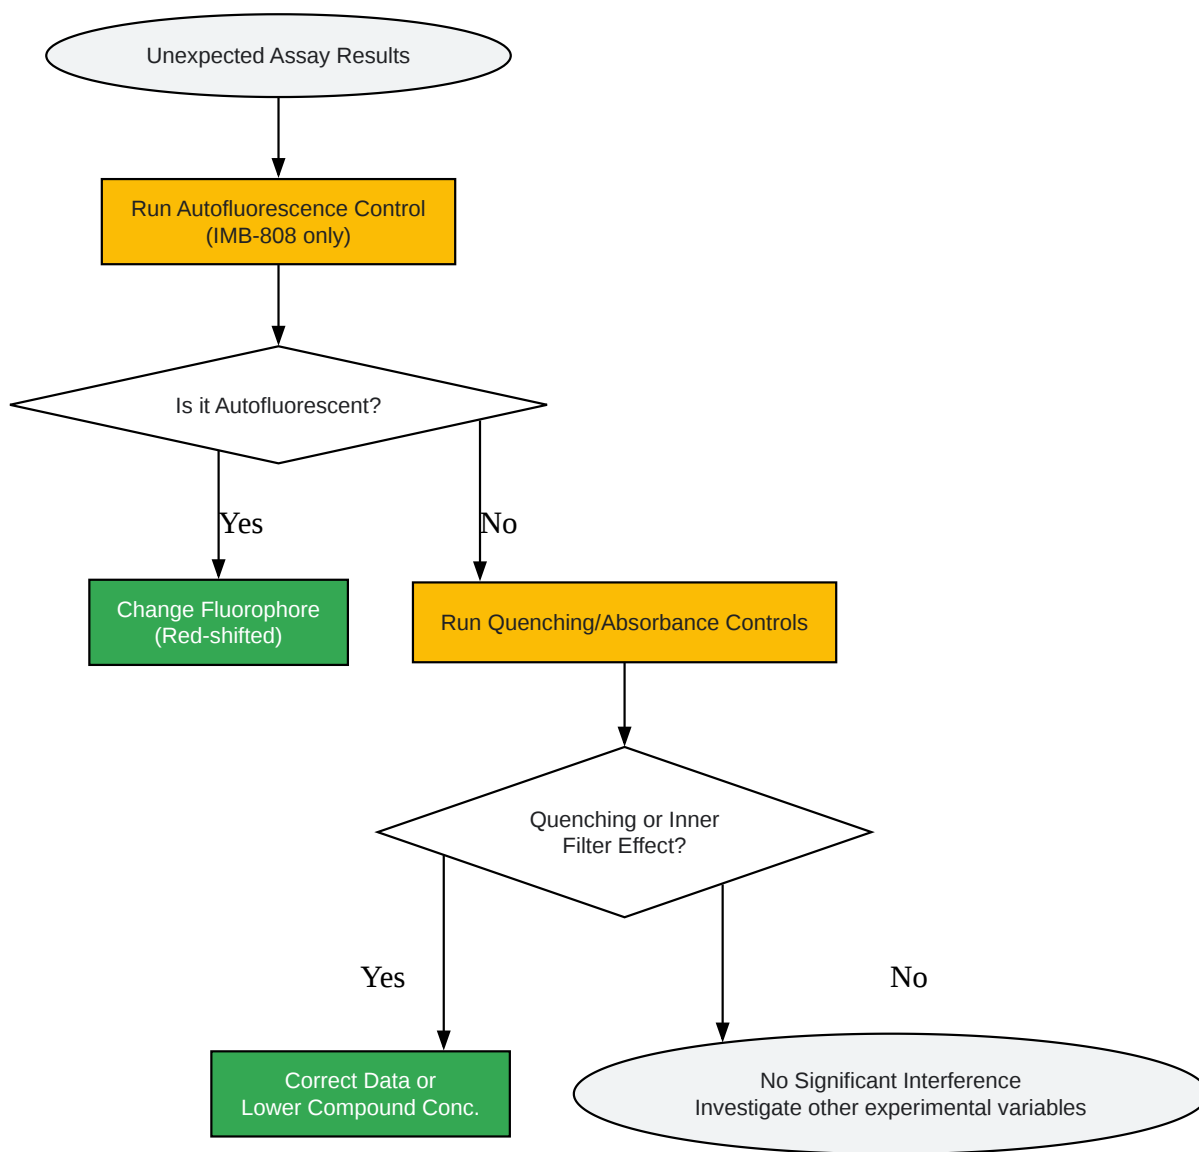 Unexpected Assay Results
Run Autofluorescence Control
(IMB-808 only)
Is it Autofluorescent?
Yes
No
Change Fluorophore
(Red-shifted)
Run Quenching/Absorbance Controls
Quenching or Inner
Filter Effect?
Yes
No
Correct Data or
Lower Compound Conc.
No Significant Interference
Investigate other experimental variables